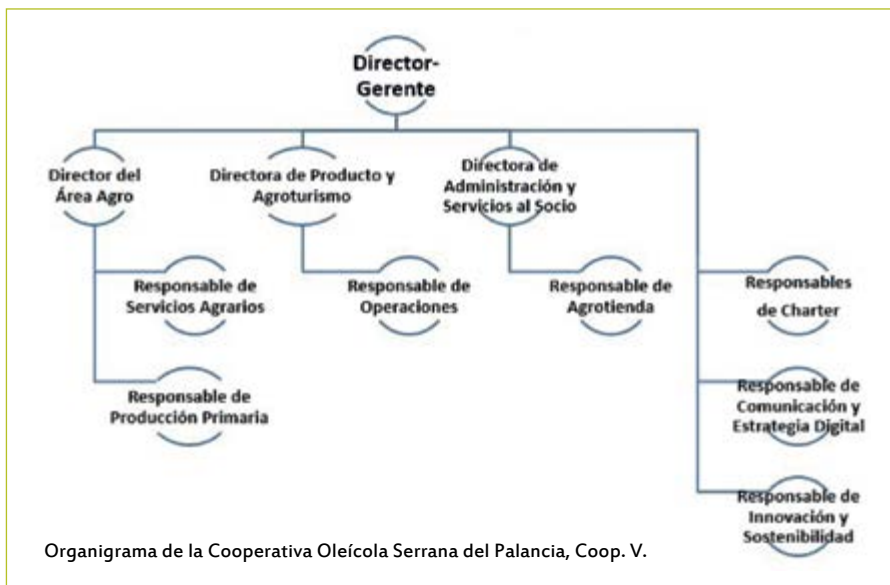 Director-
Gerente
Director del
Área Agro
Directora de Producto y
Agroturismo
Directora de
Administración y
Servicios al Socio
Responsable de
Servicios Agrarios
Responsable de
Operaciones
Responsable de
Agrotienda
Responsables
de Charter
Responsable de
Producción Primaria
Responsable de
Comunicación y
Estrategia Digital
Responsable de
Innovación y
Sostenibilidad
Organigrama de la Cooperativa Oleícola Serrana del Palancia, Coop. V.